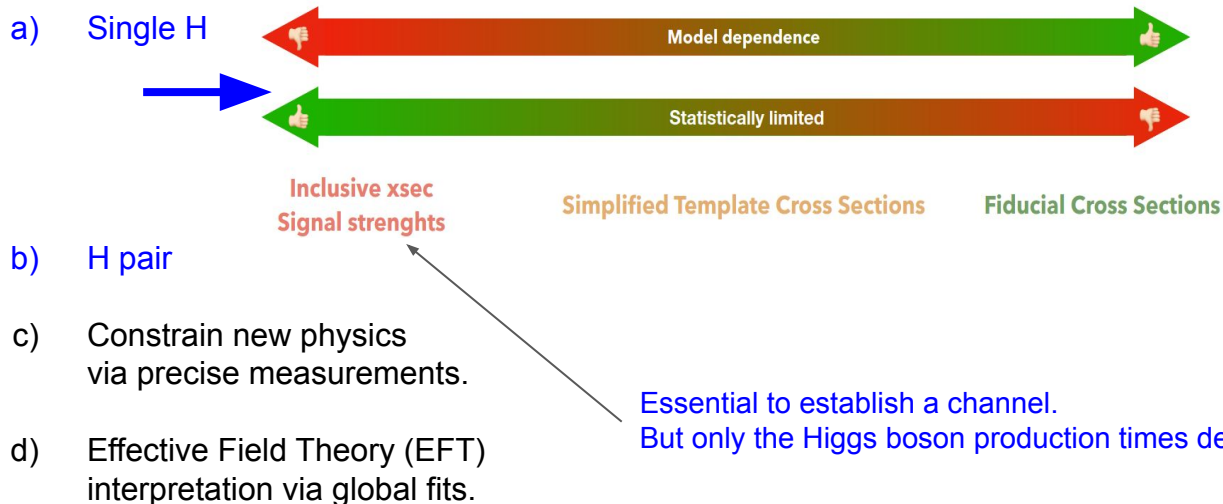 a) Single H
Model dependence
Statistically limited
Inclusive xsec
Signal strenghts
Simplified Template Cross Sections
Fiducial Cross Sections
b) H pair
c) Constrain new physics
via precise measurements.
Essential to establish a channel.
But only the Higgs boson production times
d) Effective Field Theory (EFT)
interpretation via global fits.